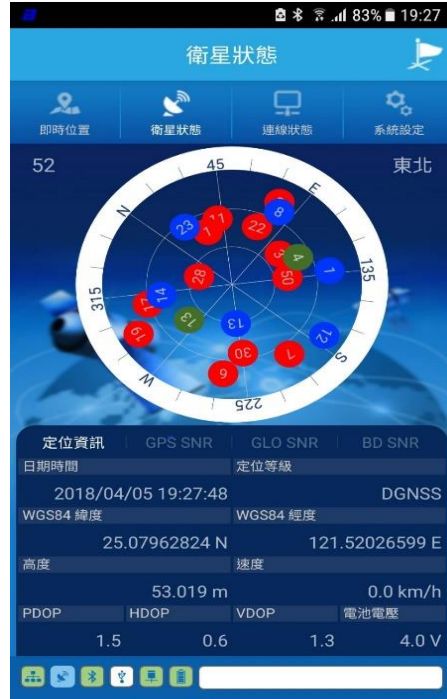 83% 19:27
衛星狀態
即時位置 衛星狀態 連線狀態 系統設定
52 東北
45
N E
23 17 1 22 8
3 4
28 50 1 135
315 14
13 13
19 12
30 7 S
W 6
225
定位資訊 GPS SNR GLO SNR BD SNR
日期時間 定位等級
2018/04/05 19:27:48 DGNSS
WGS84 緯度 WGS84 經度
25.07962824 N 121.52026599 E
高度 速度
53.019 m 0.0 km/h
PDOP HDOP VDOP 電池電壓
1.5 0.6 1.3 4.0 V